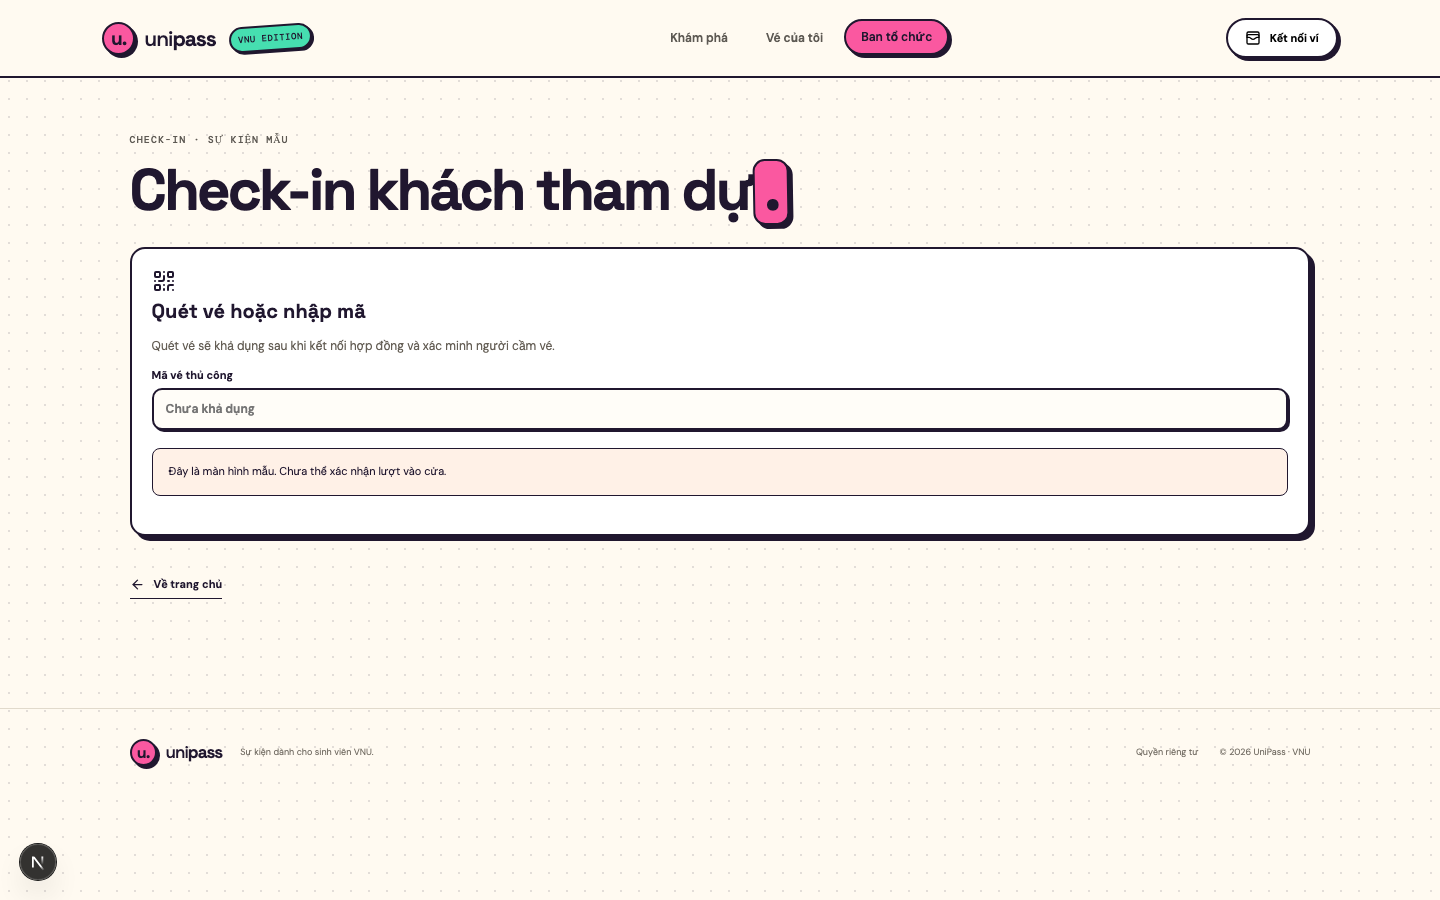 u. unipass VNU EDITION Khám phá Vé của tôi Ban tổ chức Kết nối ví
CHECK-IN · SỰ KIỆN MẪU
Check-in khách tham dự.
Quét vé hoặc nhập mã
Quét vé sẽ khả dụng sau khi kết nối hợp đồng và xác minh người cầm vé.
Mã vé thủ công
Chưa khả dụng
Đây là màn hình mẫu. Chưa thể xác nhận lượt vào cửa.
Về trang chủ
u. unipass Sự kiện dành cho sinh viên VNU. Quyền riêng tư © 2026 UniPass · VNU
N